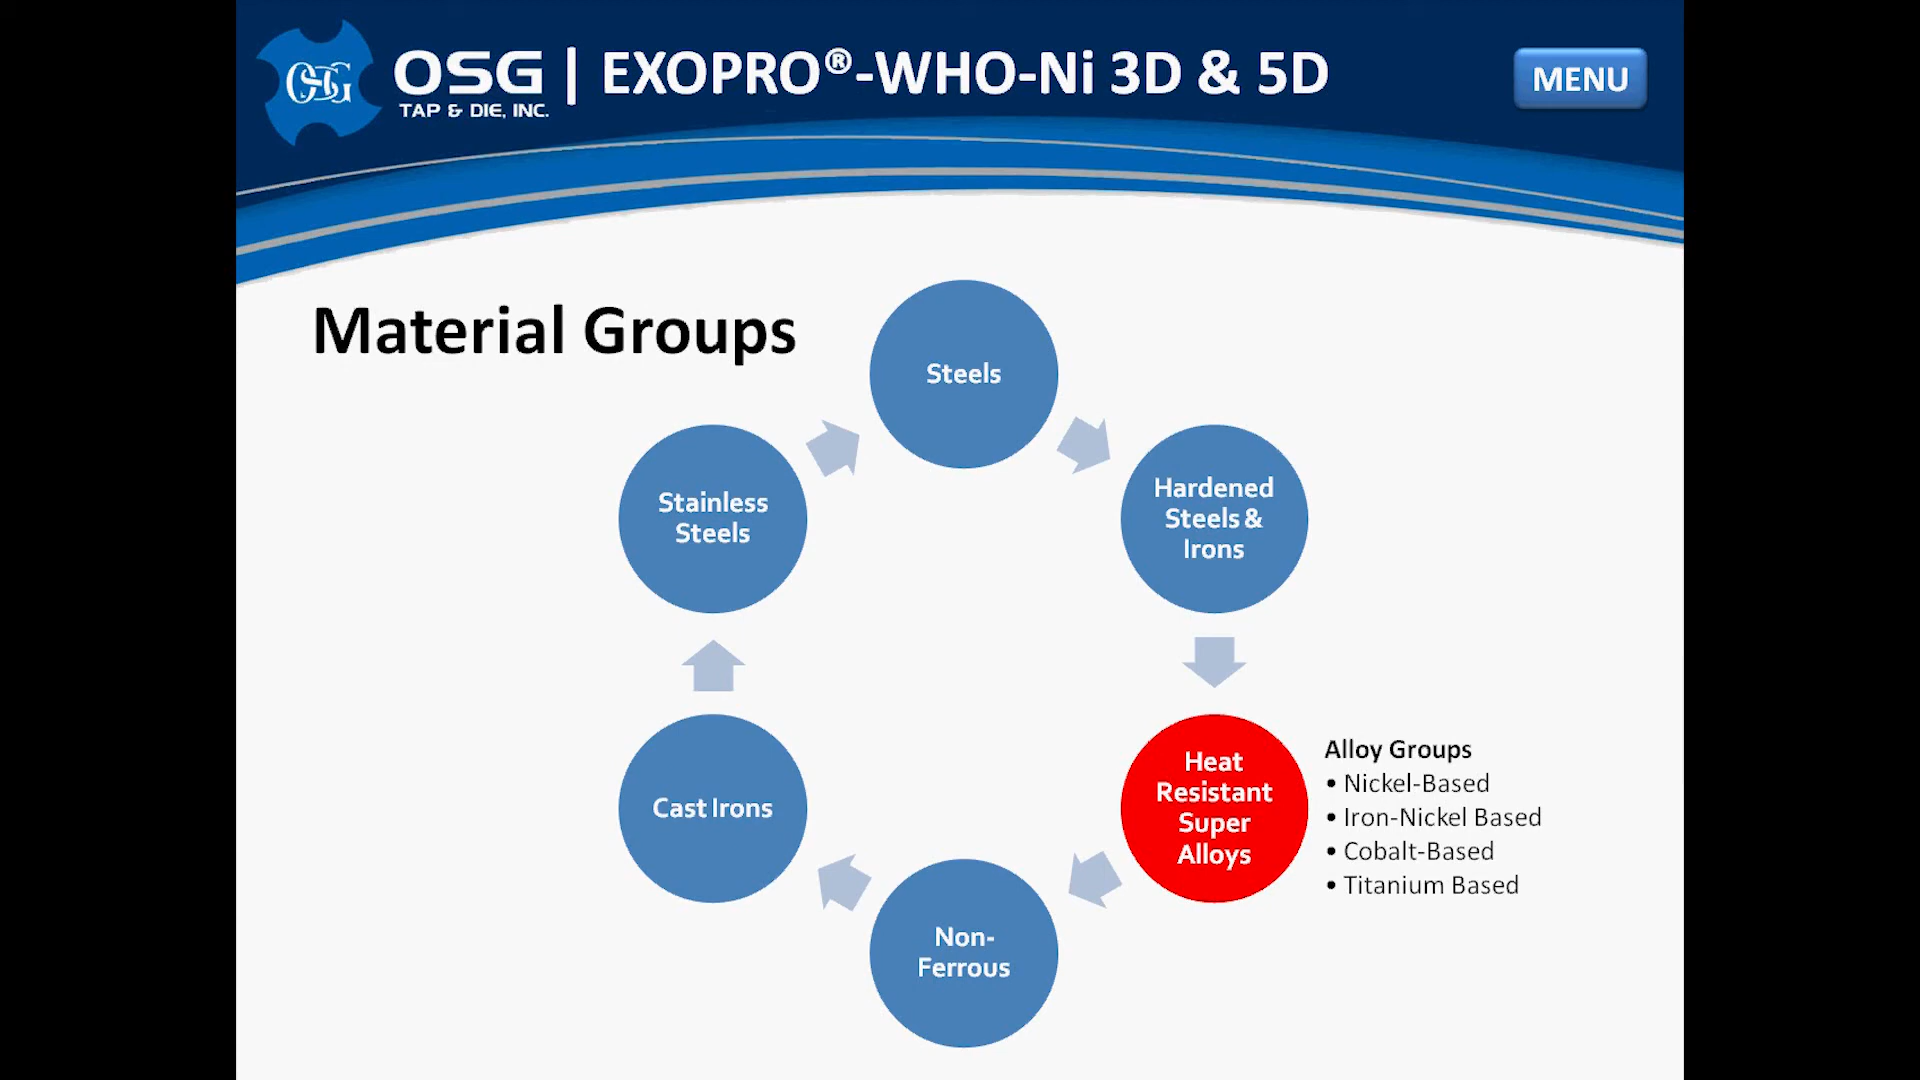 OSG | EXOPRO®-WHO-Ni 3D & 5D
TAP & DIE, INC.
OSG
MENU
Material Groups
Steels
Hardened
Steels &
Irons
Heat
Resistant
Super
Alloys
Alloy Groups
• Nickel-Based
• Iron-Nickel Based
• Cobalt-Based
• Titanium Based
Non-
Ferrous
Cast Irons
Stainless
Steels